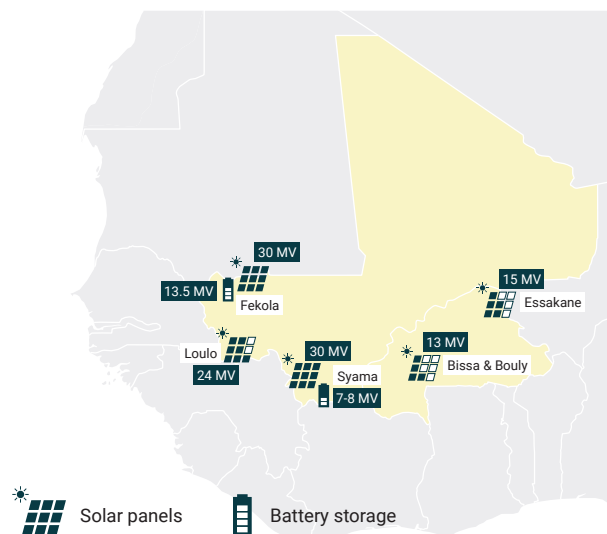 30 MV
13.5 MV
Fekola
15 MV
Essakane
Loulo
24 MV
30 MV
Syama
7-8 MV
13 MV
Bissa & Bouly
Solar panels
Battery storage